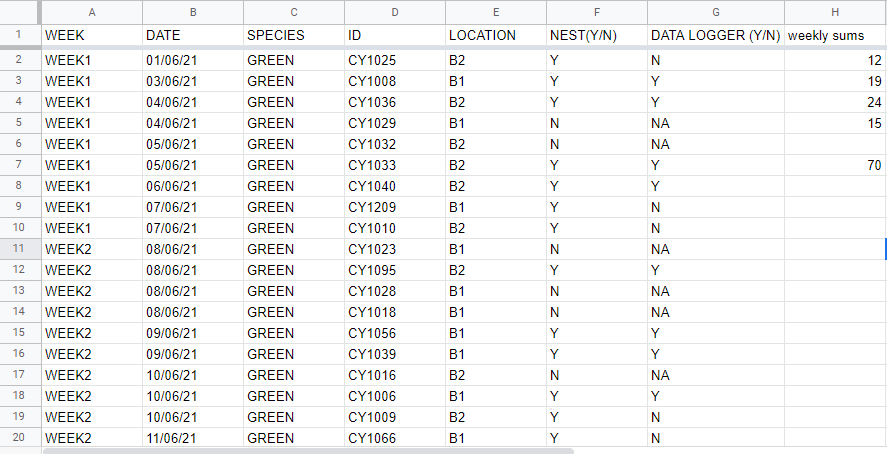 A B C D E F G H
1 WEEK DATE SPECIES ID LOCATION NEST(Y/N) DATA LOGGER (Y/N) weekly sums
2 WEEK1 01/06/21 GREEN CY1025 B2 Y N 12
3 WEEK1 03/06/21 GREEN CY1008 B1 Y Y 19
4 WEEK1 04/06/21 GREEN CY1036 B2 Y Y 24
5 WEEK1 04/06/21 GREEN CY1029 B1 N NA 15
6 WEEK1 05/06/21 GREEN CY1032 B2 N NA
7 WEEK1 05/06/21 GREEN CY1033 B2 Y Y 70
8 WEEK1 06/06/21 GREEN CY1040 B2 Y Y
9 WEEK1 07/06/21 GREEN CY1209 B1 Y N
10 WEEK1 07/06/21 GREEN CY1010 B2 Y N
11 WEEK2 08/06/21 GREEN CY1023 B1 N NA
12 WEEK2 08/06/21 GREEN CY1095 B2 Y Y
13 WEEK2 08/06/21 GREEN CY1028 B1 N NA
14 WEEK2 08/06/21 GREEN CY1018 B1 N NA
15 WEEK2 09/06/21 GREEN CY1056 B1 Y Y
16 WEEK2 09/06/21 GREEN CY1039 B1 Y Y
17 WEEK2 10/06/21 GREEN CY1016 B2 N NA
18 WEEK2 10/06/21 GREEN CY1006 B1 Y Y
19 WEEK2 10/06/21 GREEN CY1009 B2 Y N
20 WEEK2 11/06/21 GREEN CY1066 B1 Y N